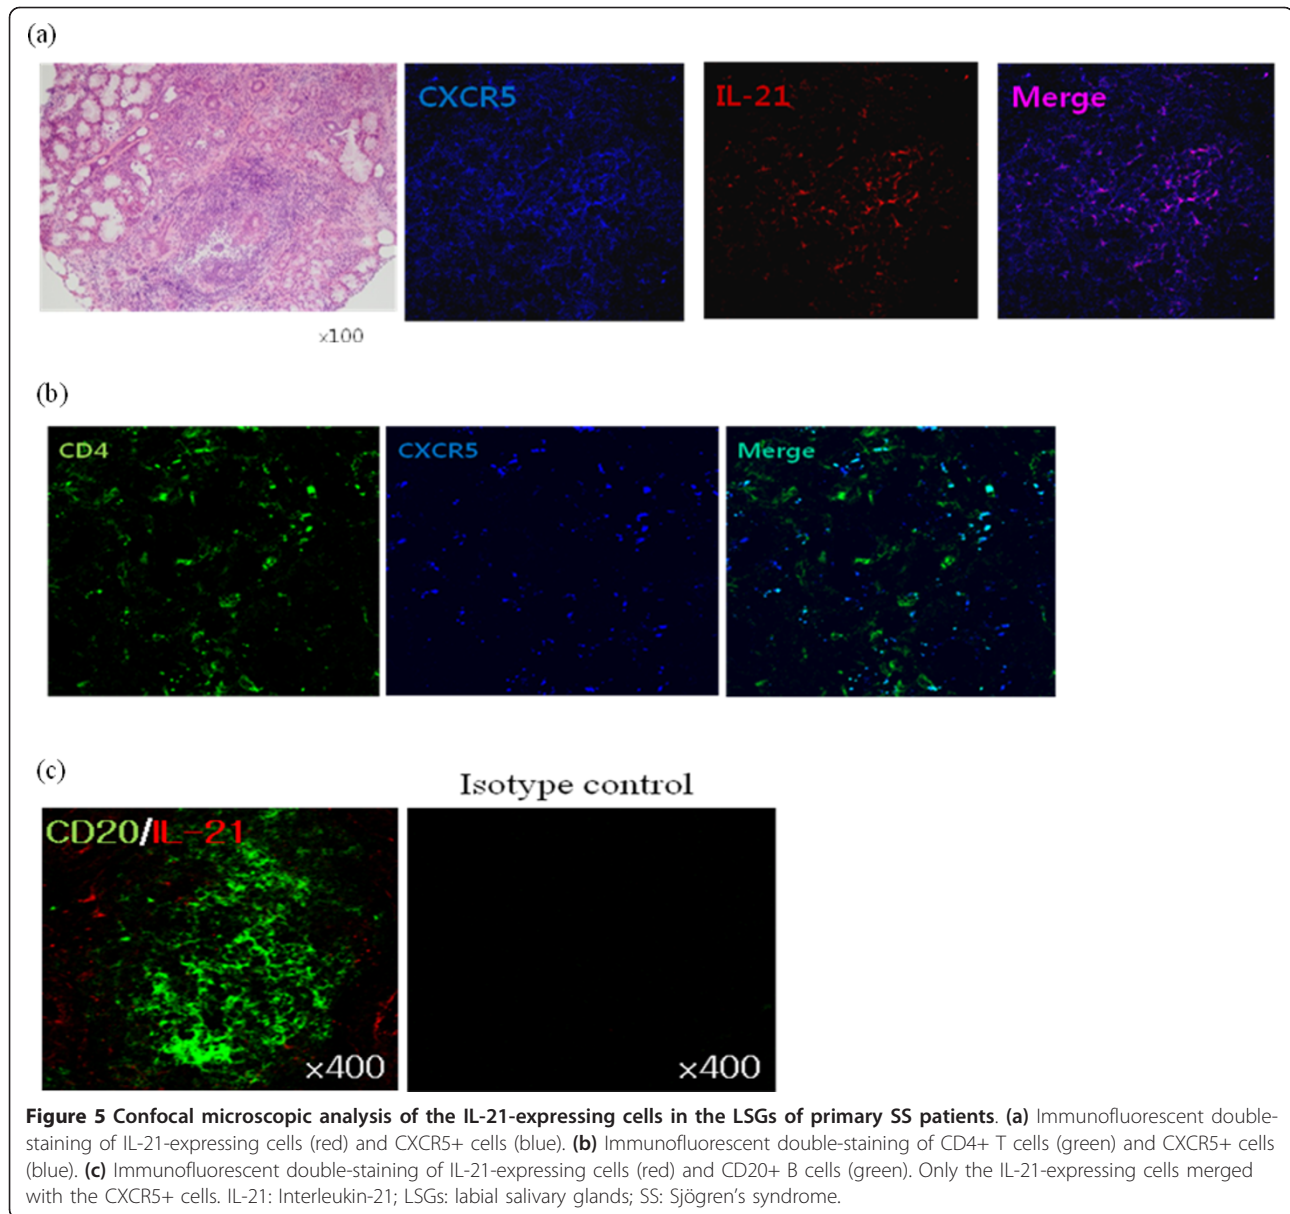 (a)
CXCR5
IL-21
Merge
x100
(b)
CD4
CXCR5
Merge
(c)
Isotype control
CD20/IL-21
×400
×400
Figure 5 Confocal microscopic analysis of the IL-21-expressing cells in the LSGs of primary SS patients. (a) Immunofluorescent double-
staining of IL-21-expressing cells (red) and CXCR5+ cells (blue). (b) Immunofluorescent double-staining of CD4+ T cells (green) and CXCR5+ cells
(blue). (c) Immunofluorescent double-staining of IL-21-expressing cells (red) and CD20+ B cells (green). Only the IL-21-expressing cells merged
with the CXCR5+ cells. IL-21: Interleukin-21; LSGs: labial salivary glands; SS: Sjögren's syndrome.